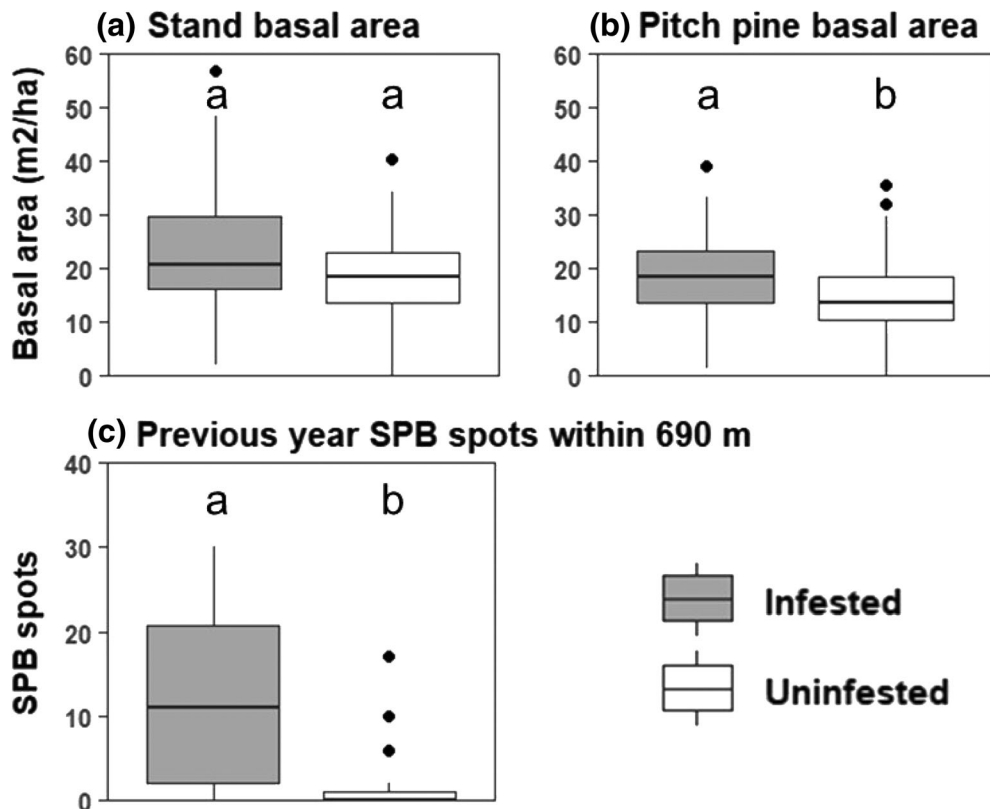 (a) Stand basal area
(b) Pitch pine basal area
Basal area (m2/ha)
60
50
40
30
20
10
0
a
a
60
50
40
30
20
10
0
a
b
(c) Previous year SPB spots within 690 m
SPB spots
40
30
20
10
0
a
b
Infested
Uninfested